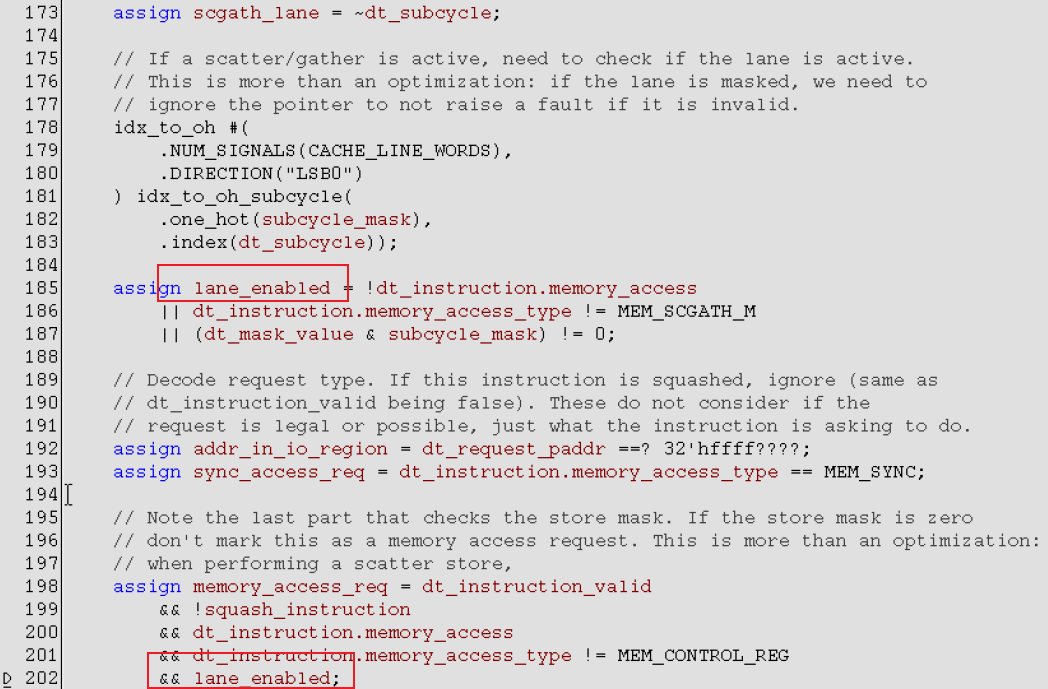 173 assign scgath_lane = ~dt_subcycle;
174
175 // If a scatter/gather is active, need to check if the lane is active.
176 // This is more than an optimization: if the lane is masked, we need to
177 // ignore the pointer to not raise a fault if it is invalid.
178 idx_to_oh #(
179 .NUM_SIGNALS(CACHE_LINE_WORDS),
180 .DIRECTION("LSB0")
181 ) idx_to_oh_subcycle(
182 .one_hot(subcycle_mask),
183 .index(dt_subcycle));
184
185 assign lane_enabled = !dt_instruction.memory_access
186 || dt_instruction.memory_access_type != MEM_SCGATH_M
187 || (dt_mask_value & subcycle_mask) != 0;
188
189 // Decode request type. If this instruction is squashed, ignore (same as
190 // dt_instruction_valid being false). These do not consider if the
191 // request is legal or possible, just what the instruction is asking to do.
192 assign addr_in_io_region = dt_request_paddr ==? 32'hffff????;
193 assign sync_access_req = dt_instruction.memory_access_type == MEM_SYNC;
194
195 // Note the last part that checks the store mask. If the store mask is zero
196 // don't mark this as a memory access request. This is more than an optimization:
197 // when performing a scatter store,
198 assign memory_access_req = dt_instruction_valid
199 && !squash_instruction
200 && dt_instruction.memory_access
201 && dt_instruction.memory_access_type != MEM_CONTROL_REG
D 202 && lane_enabled;